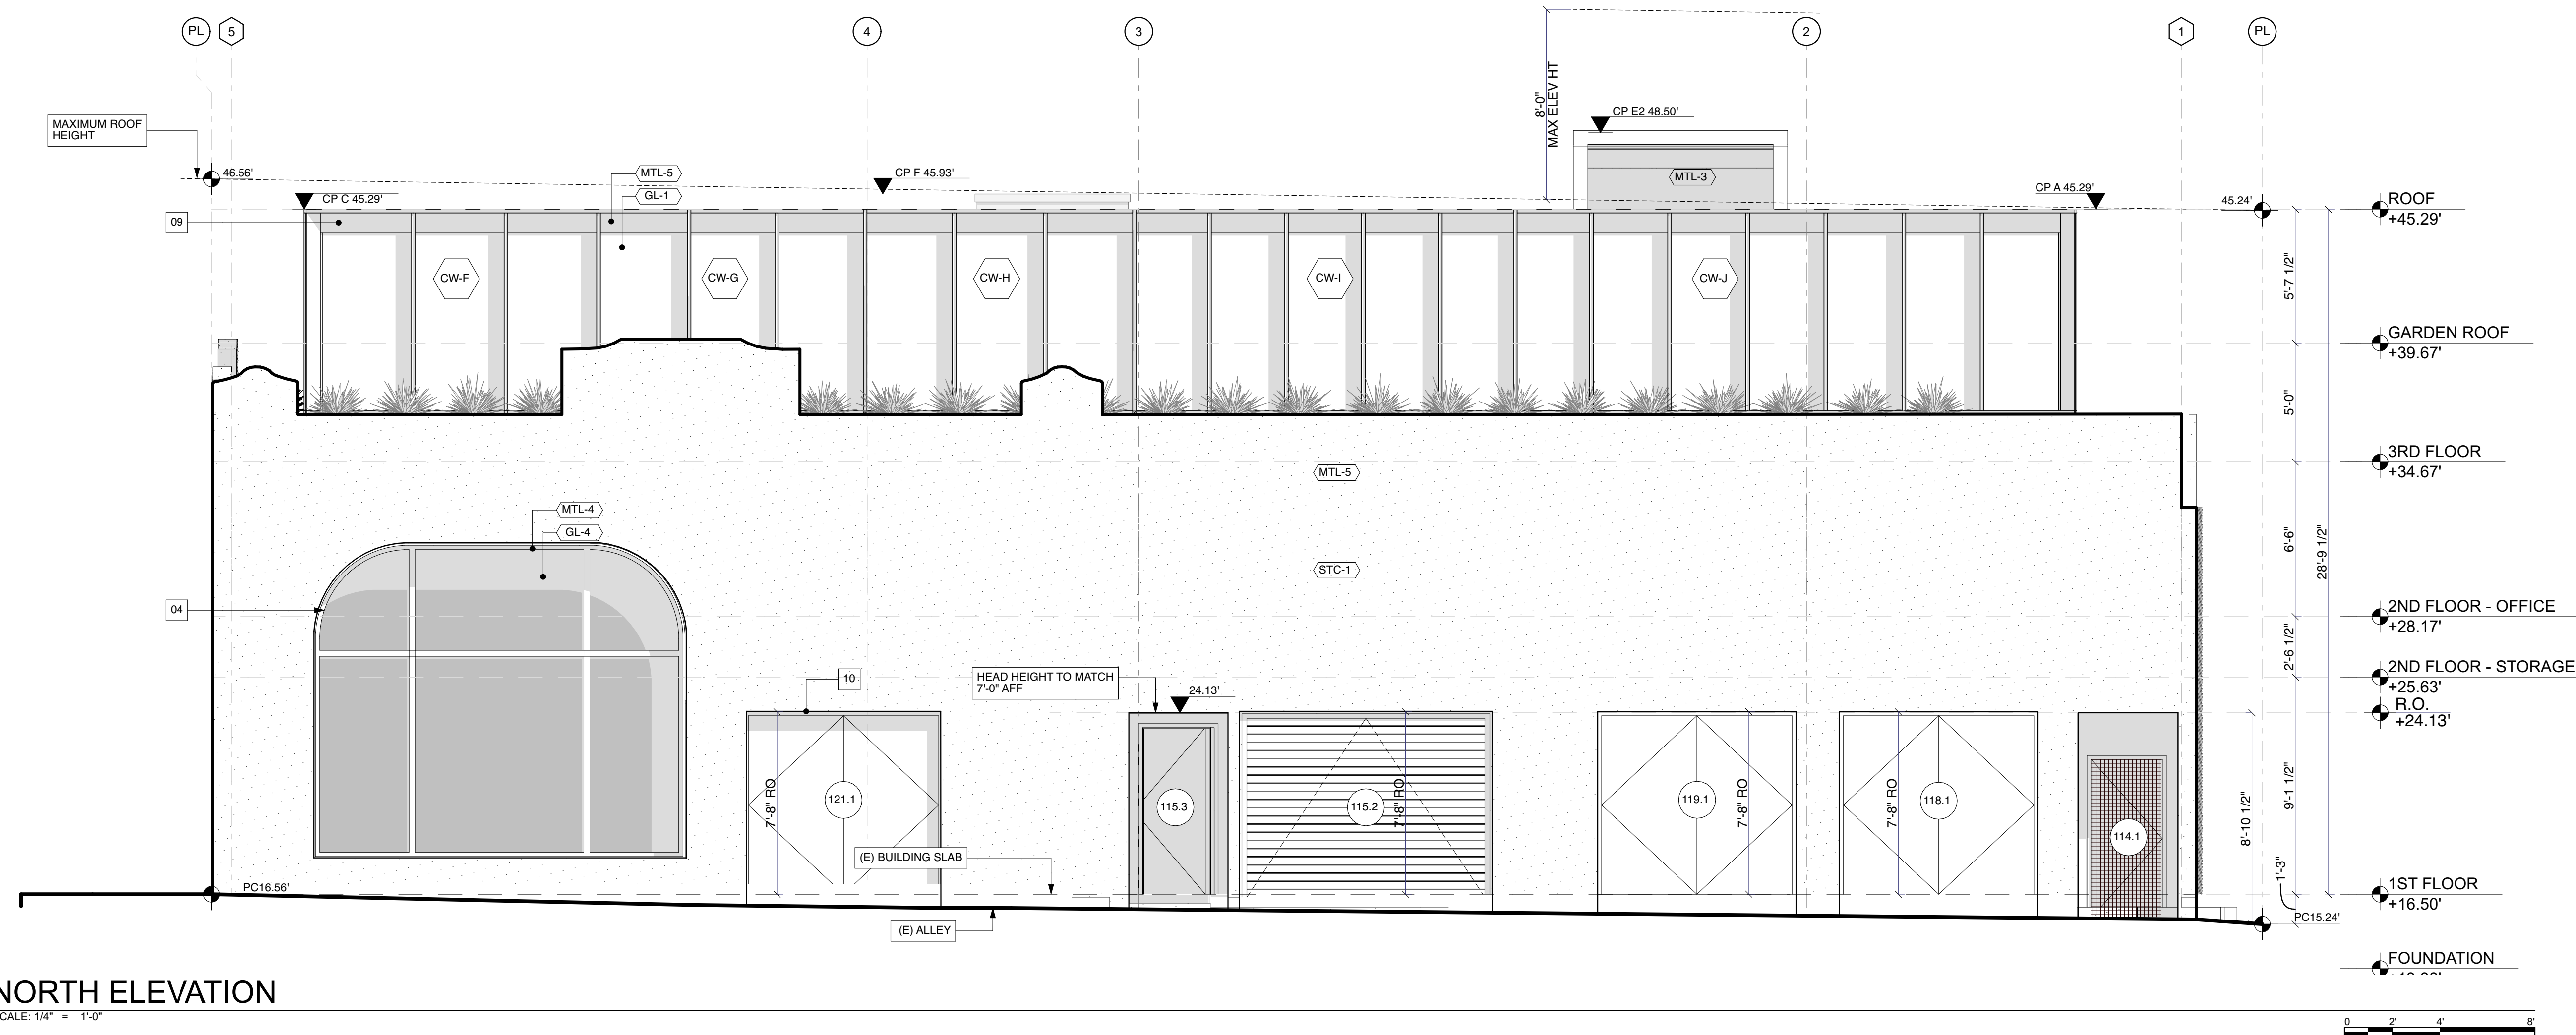 PL
5
4
3
2
1
PL
8'-0"
MAX ELEV HT
MAXIMUM ROOF
HEIGHT
CP E2 48.50'
46.56'
MTL-5
CP F 45.93'
MTL-3
GL-1
CP C 45.29'
CP A 45.29'
45.24'
ROOF
+45.29'
09
CW-F
CW-G
CW-H
CW-I
CW-J
5'-7 1/2"
GARDEN ROOF
+39.67'
5'-0"
3RD FLOOR
+34.67'
MTL-5
MTL-4
GL-4
STC-1
6'-6"
28'-9 1/2"
04
2ND FLOOR - OFFICE
+28.17'
2'-6 1/2"
2ND FLOOR - STORAGE
+25.63'
10
HEAD HEIGHT TO MATCH
7'-0" AFF
24.13'
R.O.
+24.13'
7'-8" RO
121.1
115.3
115.2
7'-8" RO
119.1
7'-8" RO
7'-8" RO
118.1
114.1
8'-10 1/2"
9'-1 1/2"
1'-3"
(E) BUILDING SLAB
PC16.56'
1ST FLOOR
+16.50'
PC15.24'
(E) ALLEY
FOUNDATION
NORTH ELEVATION
CALE: 1/4" = 1'-0"
0 2' 4' 8'